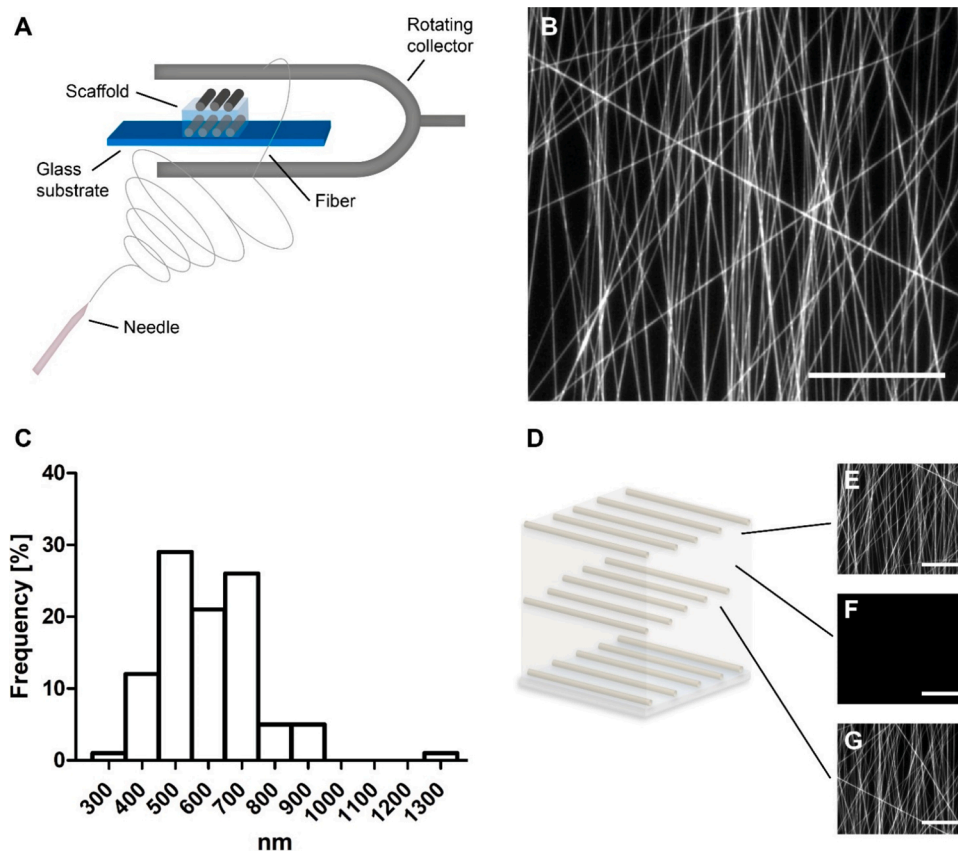 A
Rotating
collector
Scaffold
Glass
substrate
Fiber
Needle
B
C
Frequency [%]
40
30
20
10
0
300
400
500
600
700
800
900
1000
1100
1200
1300
nm
D
E
F
G